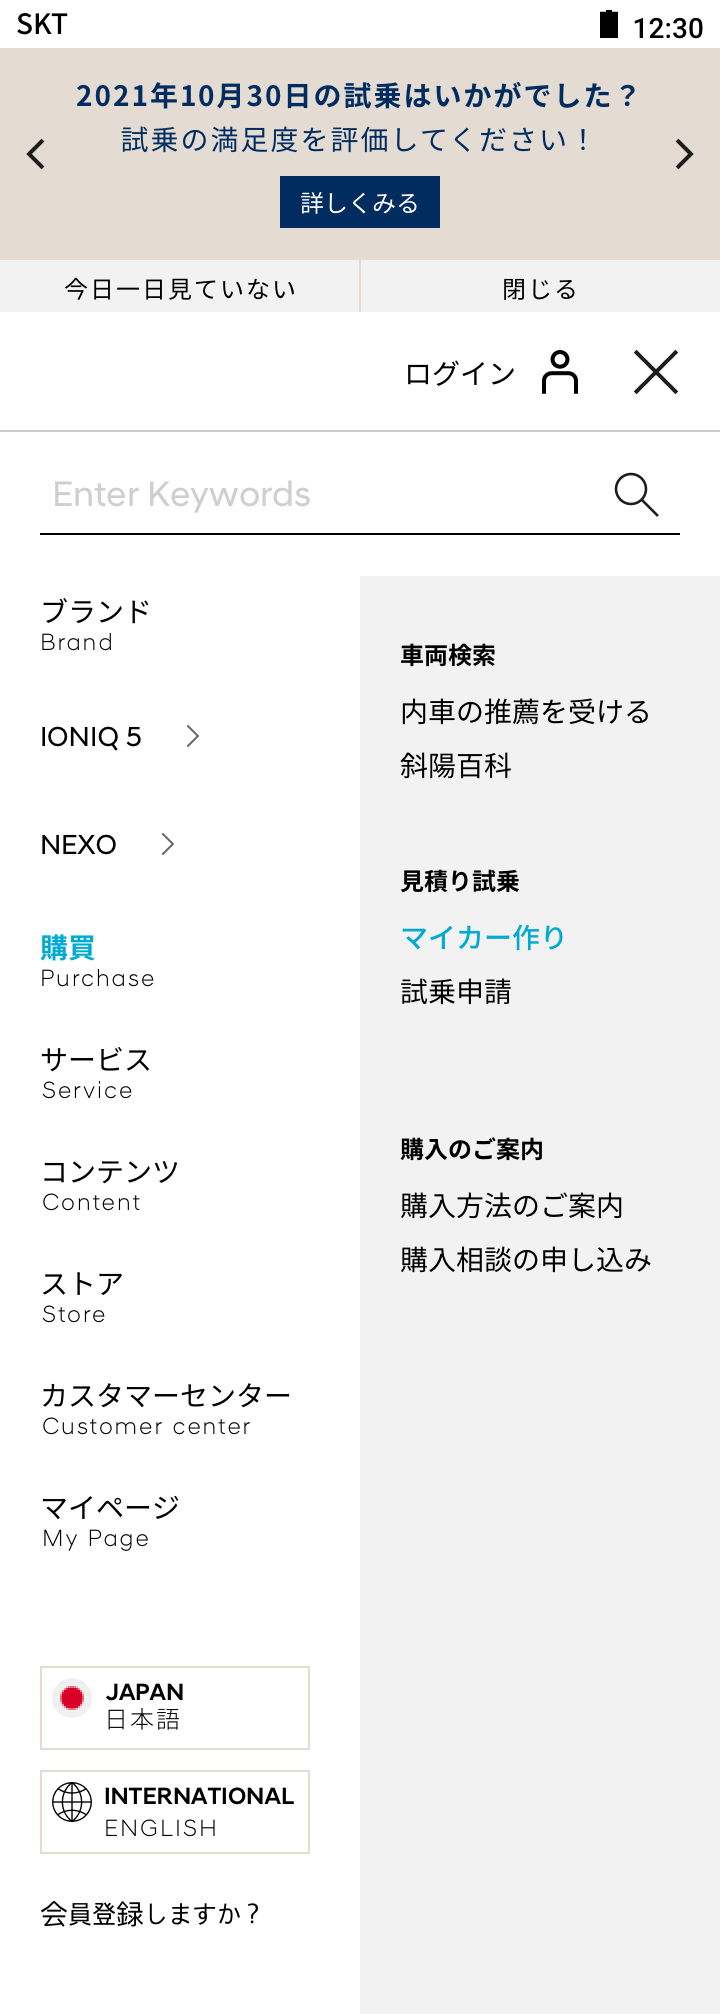 SKT
12:30
2021年10月30日の試乗はいかがでした？
試乗の満足度を評価してください！
詳しくみる
今日一日見ていない
閉じる
ログイン
Enter Keywords
ブランド
Brand
IONIQ 5
NEXO
購買
Purchase
サービス
Service
コンテンツ
Content
ストア
Store
カスタマーセンター
Customer center
マイページ
My Page
車両検索
内車の推薦を受ける
斜陽百科
見積り試乗
マイカー作り
試乗申請
購入のご案内
購入方法のご案内
購入相談の申し込み
JAPAN
日本語
INTERNATIONAL
ENGLISH
会員登録しますか？